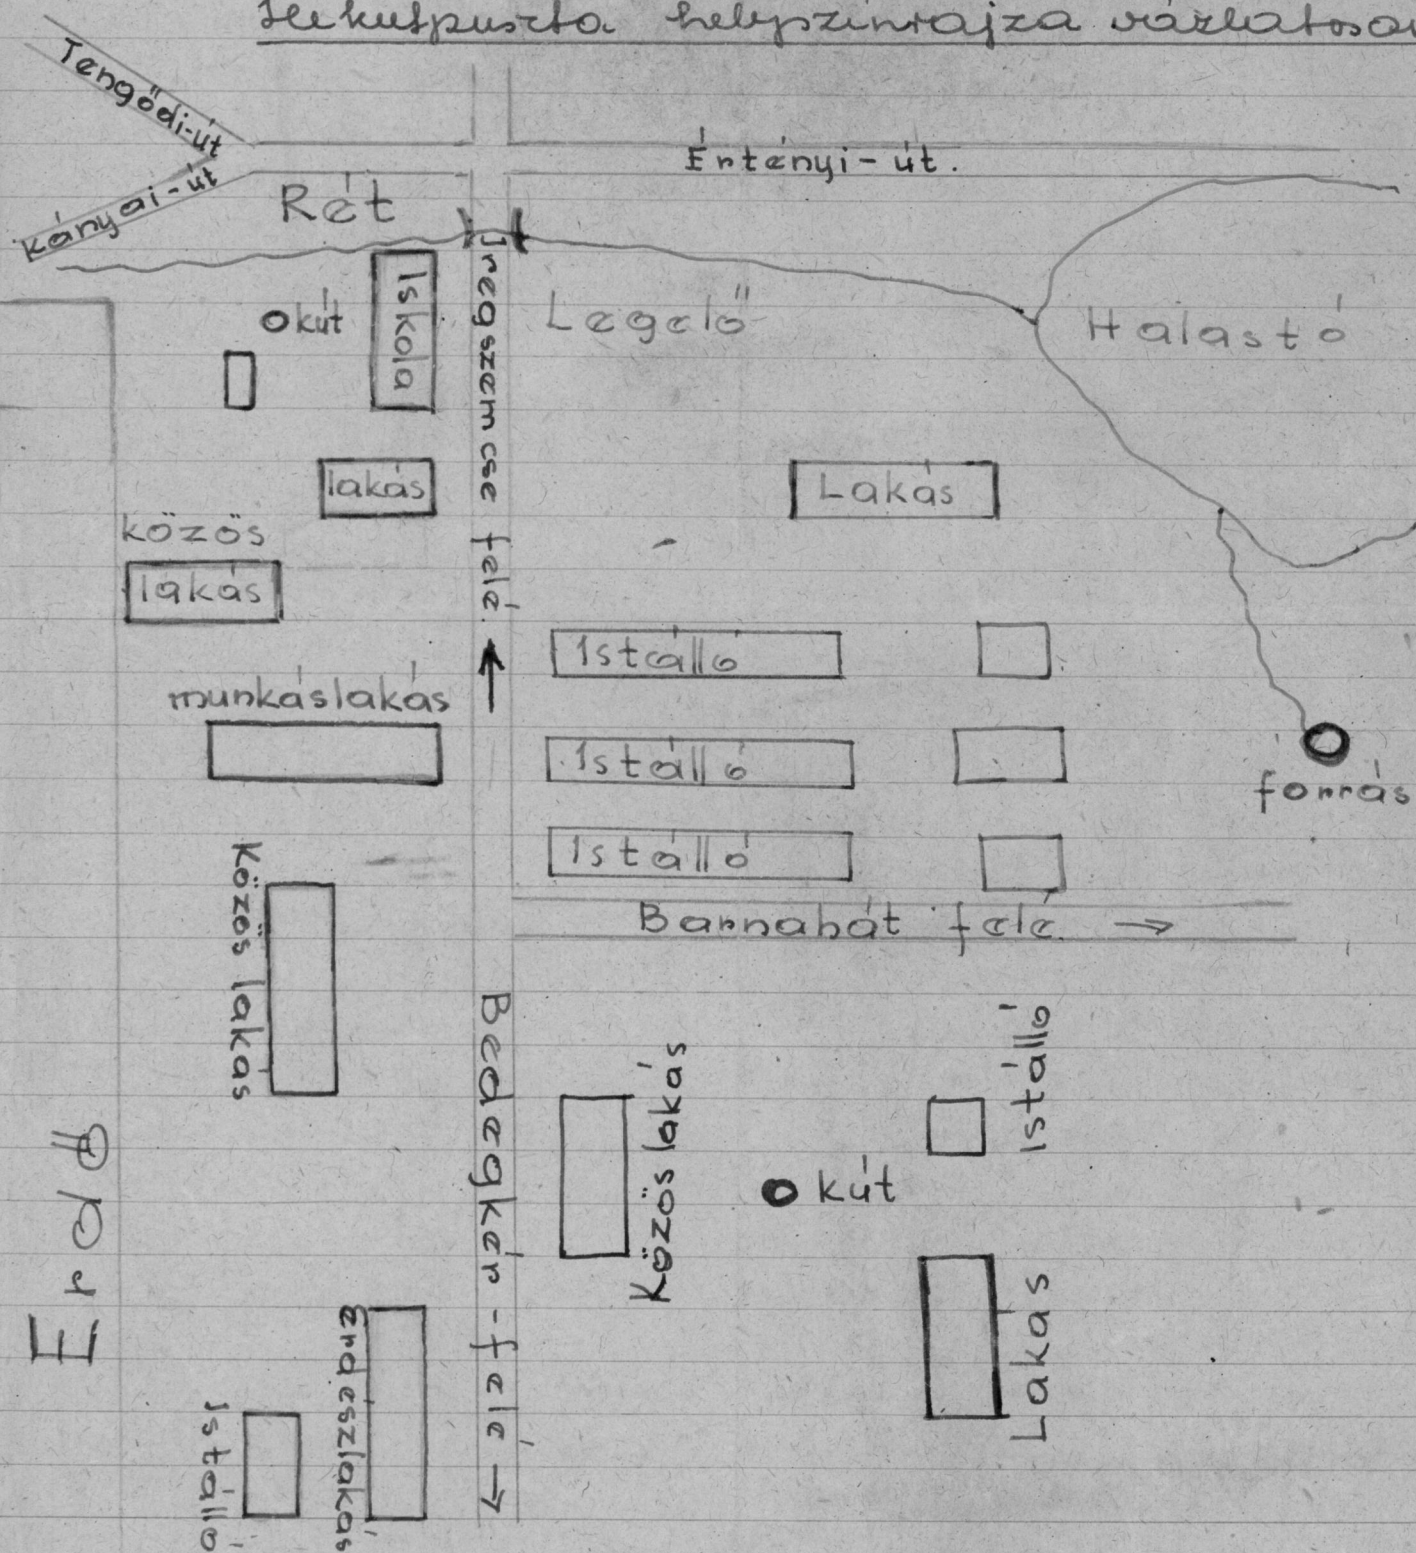 helyszínrajza vázlatosan
Tengődi-út
Értényi-út.
Kányai-út
Rét
Iregszemcse felé
Iskola
kút
Legelő
Halastó
lakás
Lakás
közös
lakás
Istálló
munkáslakás
Istálló
forrás
Istálló
Közös lakás
Barnahát felé
Bedegkér-felé
Istálló
Közös lakás
kút
Erdő
Lakás
Erdészlakás
Istálló